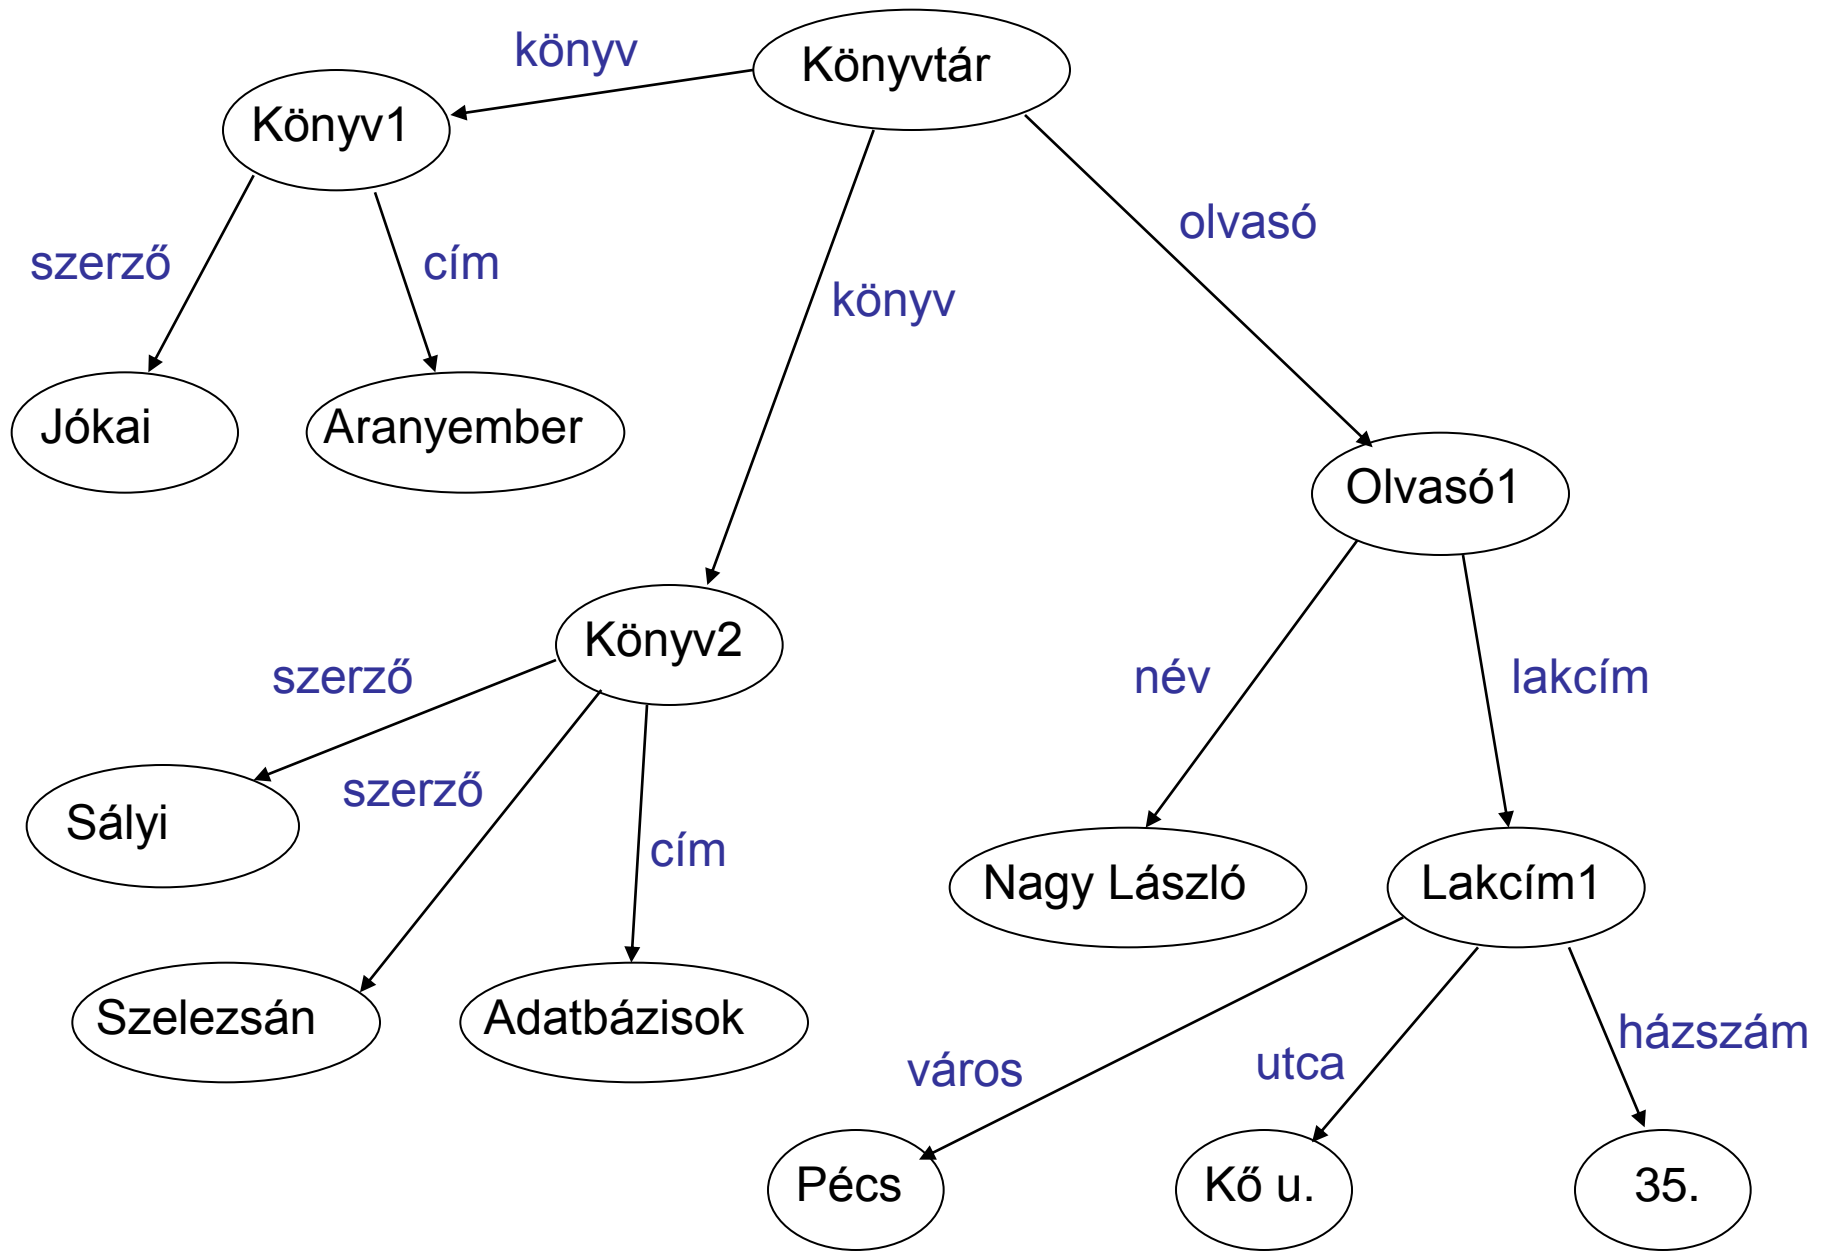 könyv
Könyvtár
Könyv1
szerző
cím
olvasó
könyv
Jókai
Aranyember
Olvasó1
Könyv2
szerző
név
lakcím
szerző
Sályi
cím
Nagy László
Lakcím1
Szelezsán
Adatbázisok
város
utca
házszám
Pécs
Kő u.
35.